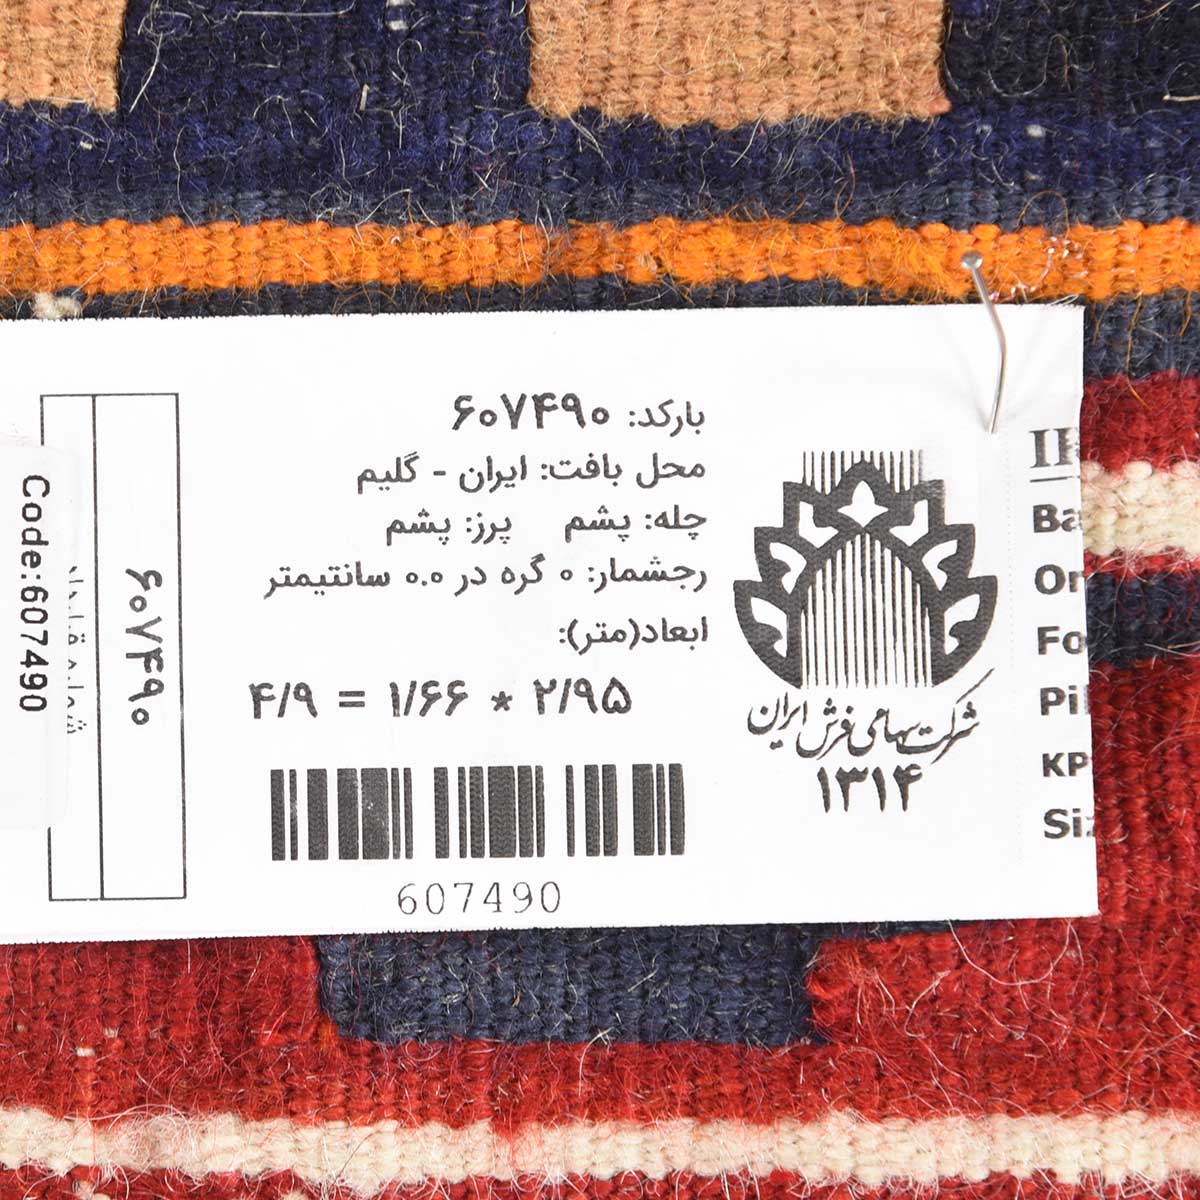 بارکد: ۶۰۷۴۹۰
محل بافت: ایران - گلیم
چله: پشم پرز: پشم
رجشمار: ۰ گره در ۰.۰ سانتیمتر
ابعاد(متر):
۲/۹۵ * ۱/۶۶ = ۴/۹
607490
شرکت سهامی فرش ایران
۱۳۱۴
۶۰۷۴۹۰
Code:607490
Ba
Or
Fo
Pi
KP